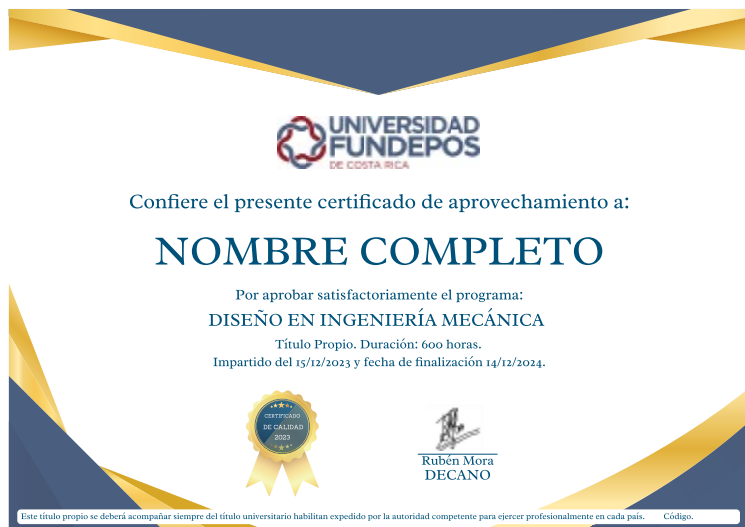 UNIVERSIDAD
FUNDEPOS
DE COSTA RICA
Confiere el presente certificado de aprovechamiento a:
NOMBRE COMPLETO
Por aprobar satisfactoriamente el programa:
DISEÑO EN INGENIERÍA MECÁNICA
Título Propio. Duración: 600 horas.
Impartido del 15/12/2023 y fecha de finalización 14/12/2024.
CERTIFICADO
DE CALIDAD
2023
Rubén Mora
DECANO
Este título propio se deberá acompañar siempre del título universitario habilitan expedido por la autoridad competente para ejercer profesionalmente en cada país. Código.